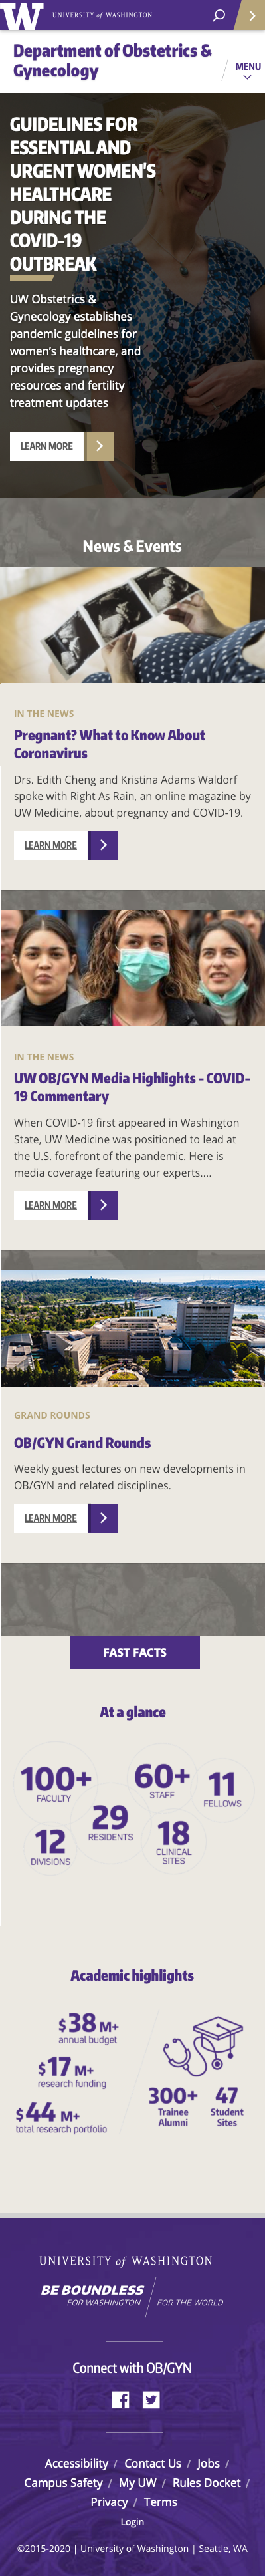 W UNIVERSITY of WASHINGTON
Department of Obstetrics &
Gynecology
MENU
GUIDELINES FOR
ESSENTIAL AND
URGENT WOMEN'S
HEALTHCARE
DURING THE
COVID-19
OUTBREAK
UW Obstetrics &
Gynecology establishes
pandemic guidelines for
women's healthcare, and
provides pregnancy
resources and fertility
treatment updates
LEARN MORE
News & Events
IN THE NEWS
Pregnant? What to Know About
Coronavirus
Drs. Edith Cheng and Kristina Adams Waldorf
spoke with Right As Rain, an online magazine by
UW Medicine, about pregnancy and COVID-19.
LEARN MORE
IN THE NEWS
UW OB/GYN Media Highlights - COVID-
19 Commentary
When COVID-19 first appeared in Washington
State, UW Medicine was positioned to lead at
the U.S. forefront of the pandemic. Here is
media coverage featuring our experts....
LEARN MORE
GRAND ROUNDS
OB/GYN Grand Rounds
Weekly guest lectures on new developments in
OB/GYN and related disciplines.
LEARN MORE
FAST FACTS
At a glance
100+
FACULTY
60+
STAFF
11
FELLOWS
29
RESIDENTS
12
DIVISIONS
18
CLINICAL
SITES
Academic highlights
$38 M+
annual budget
$17 M+
research funding
$44 M+
total research portfolio
300+
Trainee
Alumni
47
Student
Sites
UNIVERSITY of WASHINGTON
BE BOUNDLESS
FOR WASHINGTON FOR THE WORLD
Connect with OB/GYN
Accessibility / Contact Us / Jobs /
Campus Safety / My UW / Rules Docket /
Privacy / Terms
Login
©2015-2020 | University of Washington | Seattle, WA